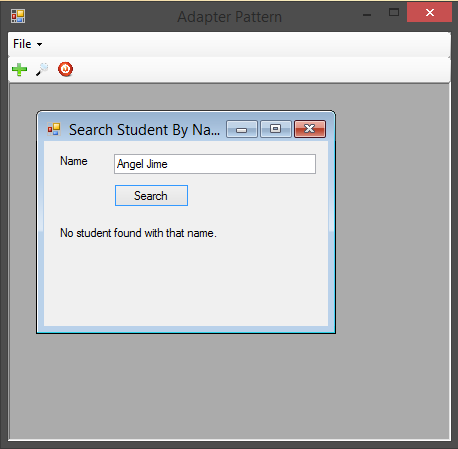 Adapter Pattern
File
Search Student By Na...
Name
Angel Jime
Search
No student found with that name.